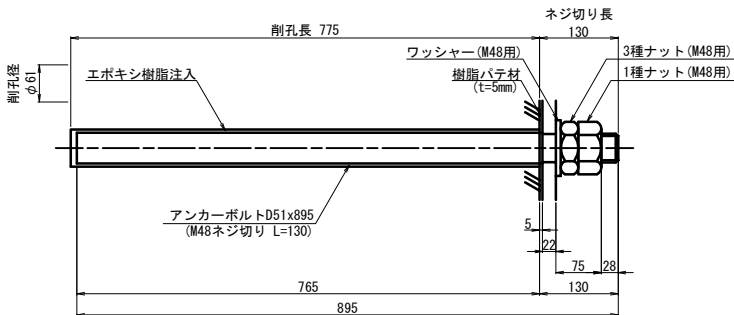 ネジ切り長
削孔長 775
130
ワッシャー(M48用)
3種ナット(M48用)
エポキシ樹脂注入
樹脂パテ材
(t=5mm)
1種ナット(M48用)
削孔径
φ61
アンカーボルトD51x895
(M48ネジ切り L=130)
5
22
75
28
765
130
895